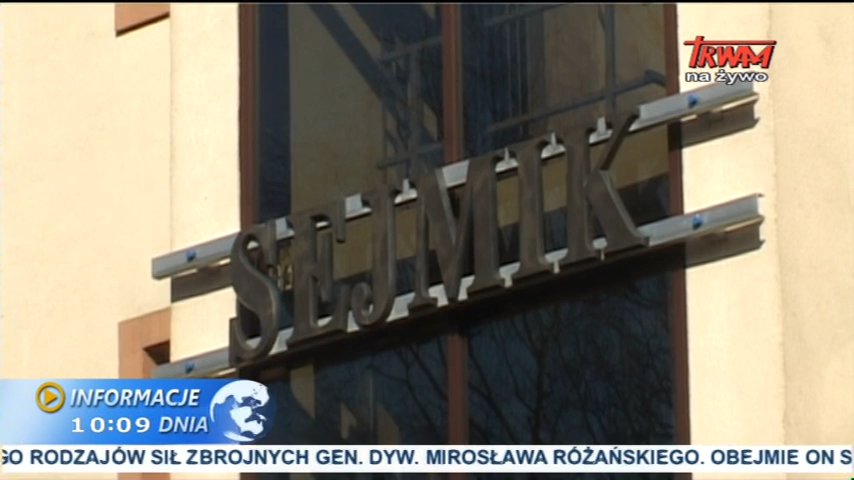 TRWAM
na żywo
SEJMIK
INFORMACJE
10:09 DNIA
GO RODZAJÓW SIŁ ZBROJNYCH GEN. DYW. MIROSŁAWA RÓŻAŃSKIEGO. OBEJMIE ON S